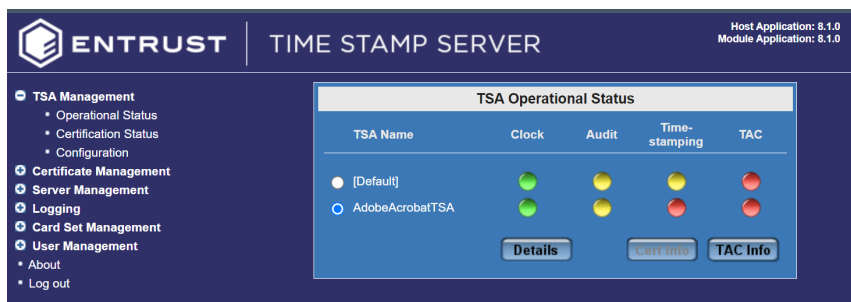 ENTRUST
TIME STAMP SERVER
Host Application: 8.1.0
Module Application: 8.1.0
TSA Management
Operational Status
Certification Status
Configuration
Certificate Management
Server Management
Logging
Card Set Management
User Management
About
Log out
TSA Operational Status
TSA Name Clock Audit Time-stamping TAC
[Default]
AdobeAcrobatTSA
Details Cert Info TAC Info